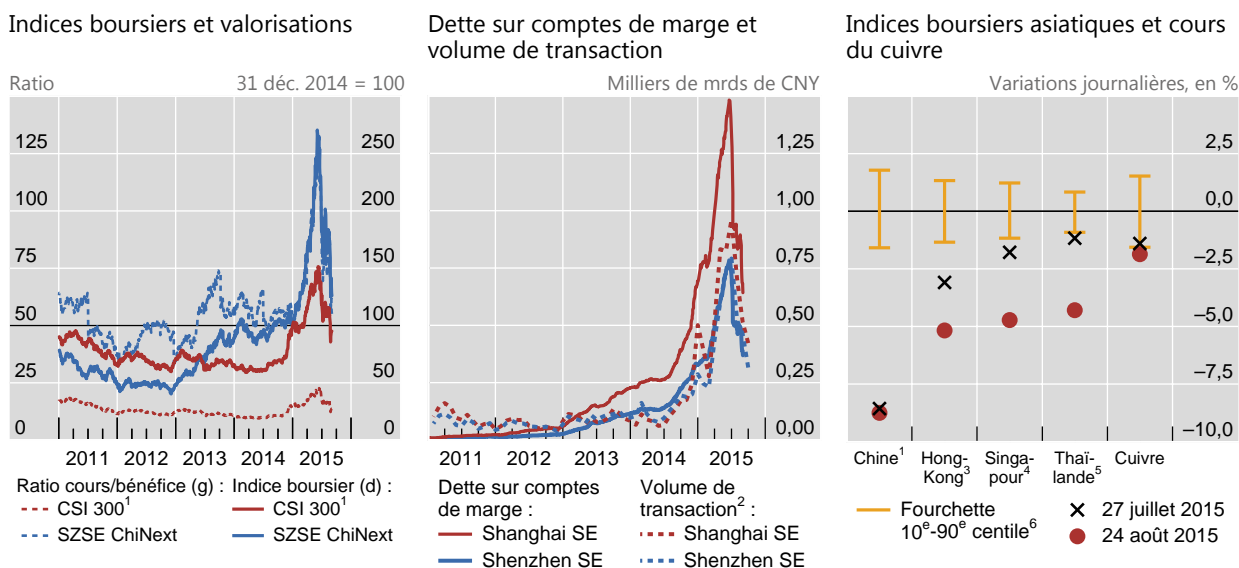 Indices boursiers et valorisations
Ratio
31 déc. 2014 = 100
125
100
75
50
25
0
250
200
150
100
50
0
2011 2012 2013 2014 2015
Ratio cours/bénéfice (g) :
CSI 300¹
SZSE ChiNext
Indice boursier (d) :
CSI 300¹
SZSE ChiNext
Dette sur comptes de marge et
volume de transaction
Milliers de mrds de CNY
1,25
1,00
0,75
0,50
0,25
0,00
2011 2012 2013 2014 2015
Dette sur comptes
de marge :
Shanghai SE
Shenzhen SE
Volume de
transaction² :
Shanghai SE
Shenzhen SE
Indices boursiers asiatiques et cours
du cuivre
Variations journalières, en %
2,5
0,0
–2,5
–5,0
–7,5
–10,0
Chine¹
Hong-
Kong³
Singa-
pour⁴
Thaï-
lande⁵
Cuivre
Fourchette
10ᵉ-90ᵉ centile⁶
27 juillet 2015
24 août 2015